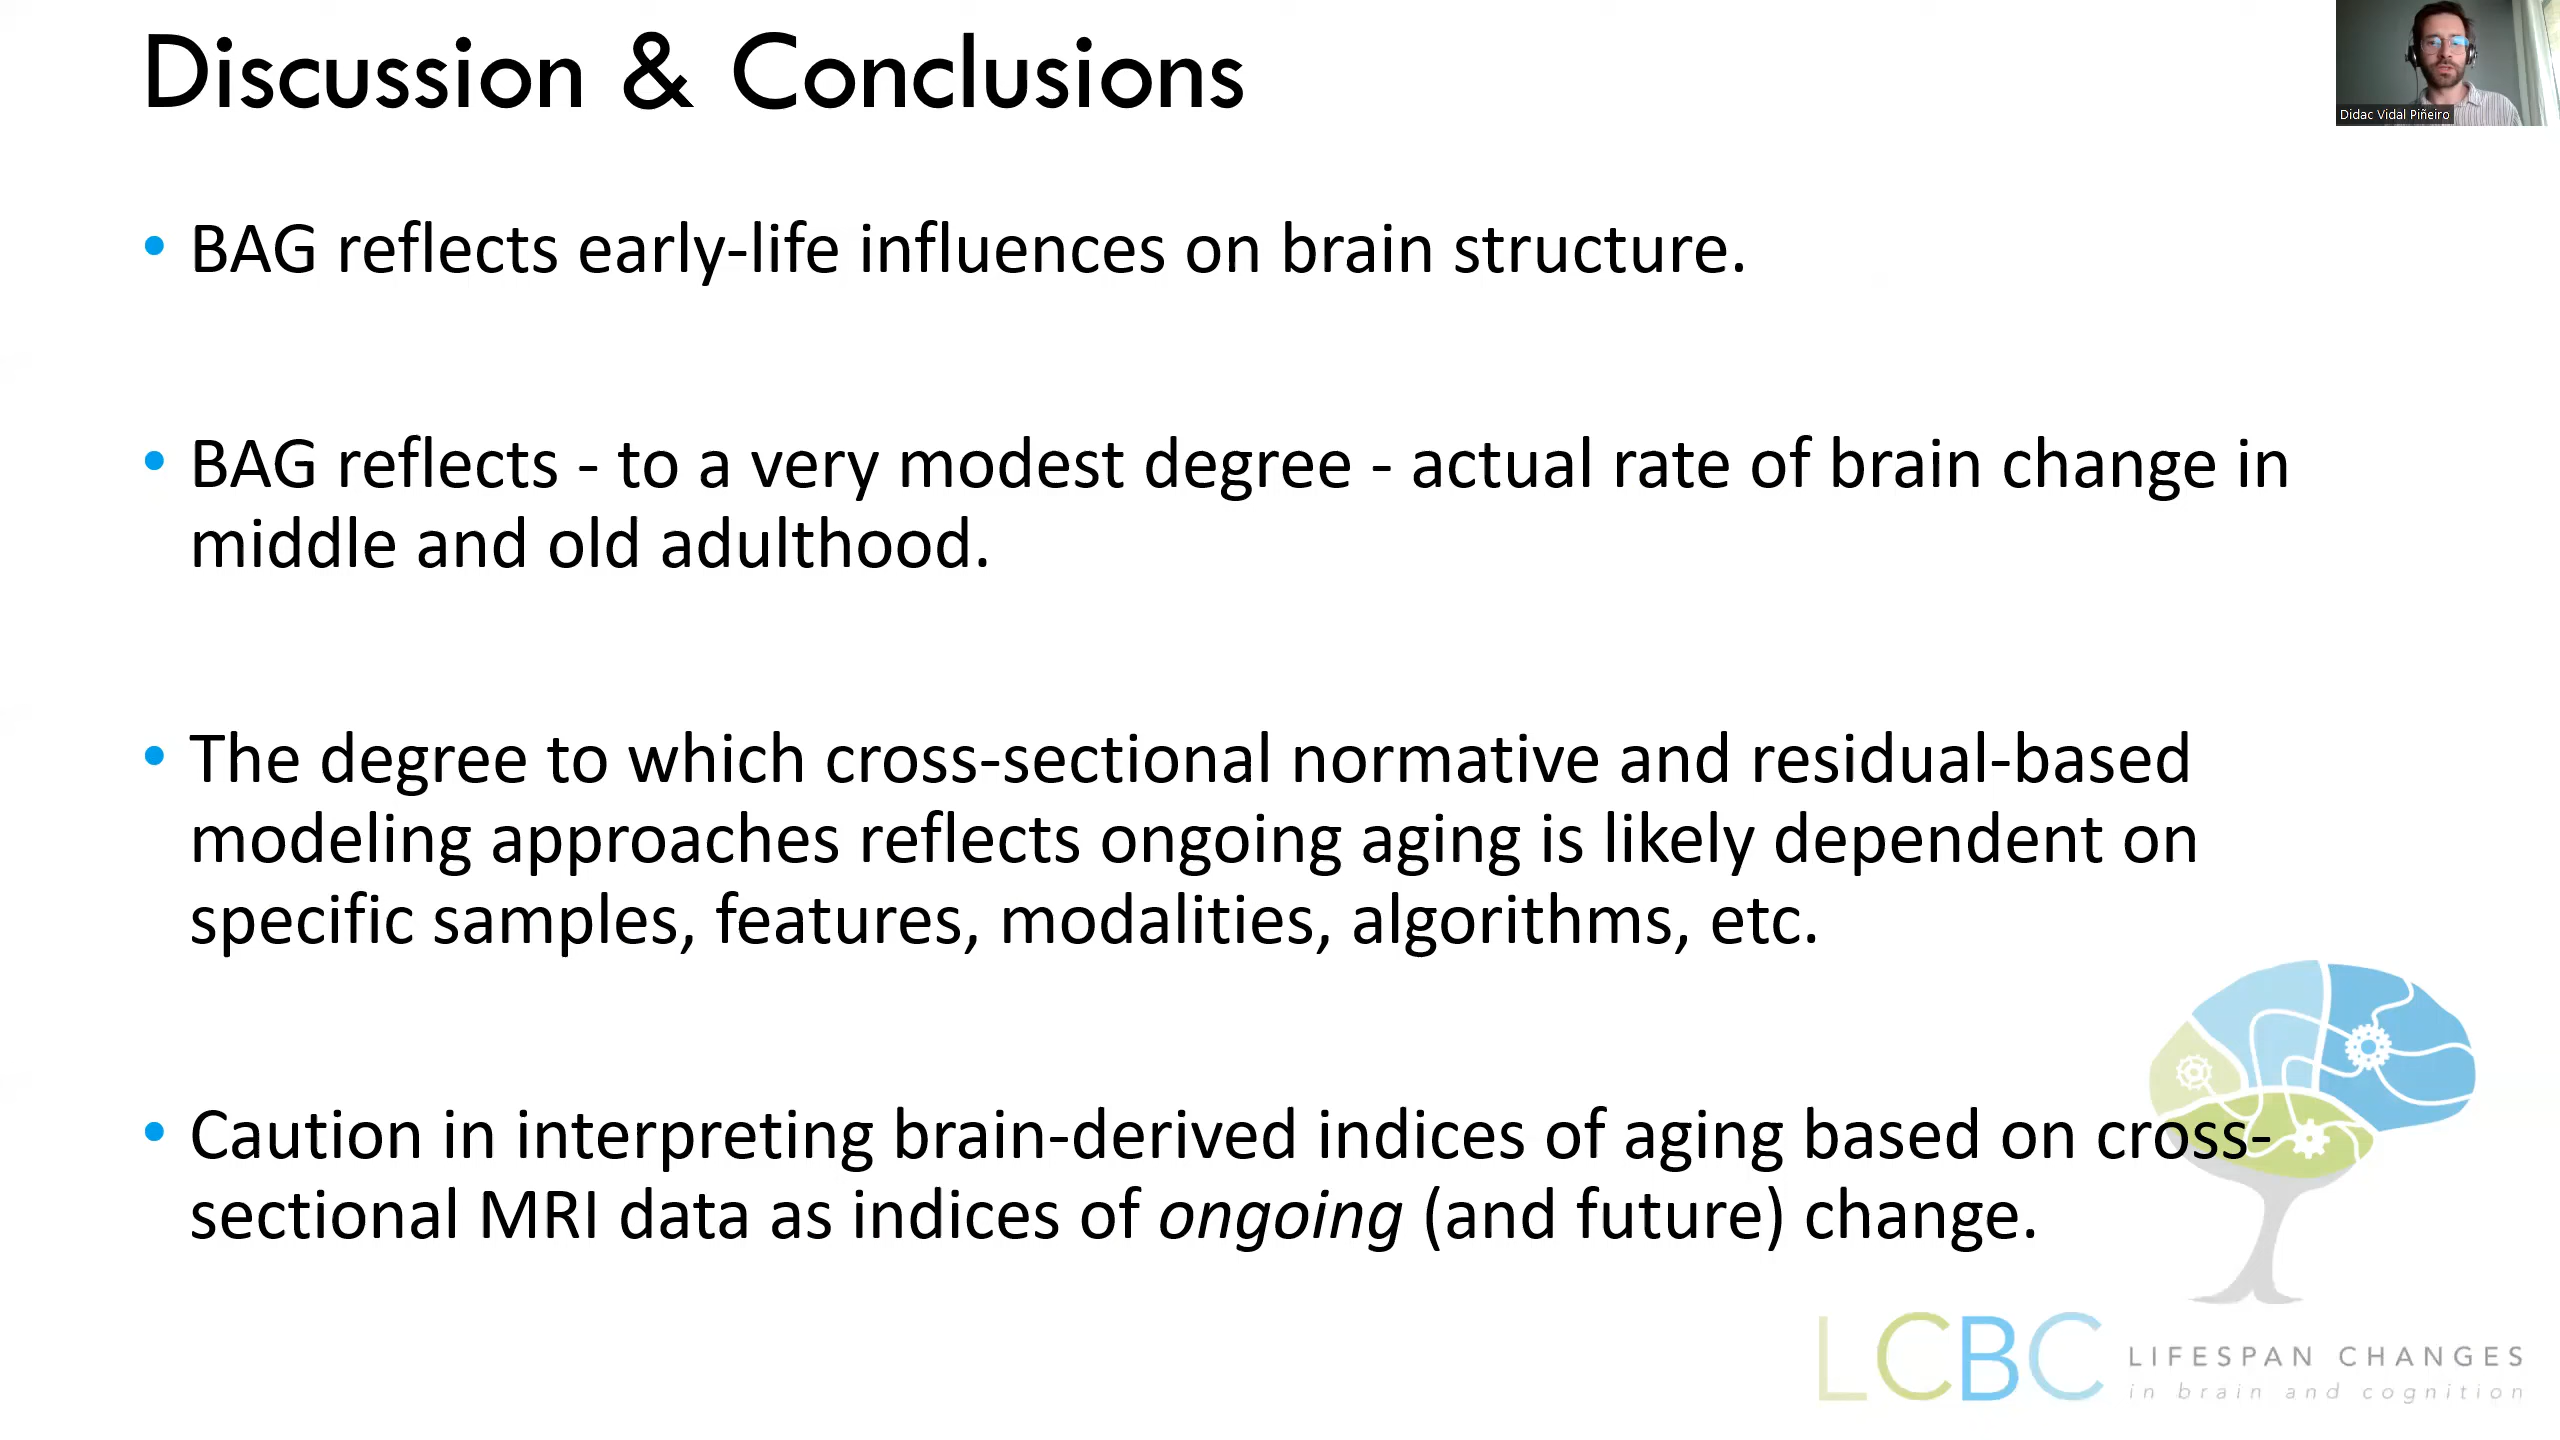 Discussion & Conclusions
Didac Vidal Piñeiro
• BAG reflects early-life influences on brain structure.
• BAG reflects - to a very modest degree - actual rate of brain change in
middle and old adulthood.
• The degree to which cross-sectional normative and residual-based
modeling approaches reflects ongoing aging is likely dependent on
specific samples, features, modalities, algorithms, etc.
• Caution in interpreting brain-derived indices of aging based on cross-
sectional MRI data as indices of ongoing (and future) change.
LCBC
LIFESPAN CHANGES
in brain and cognition